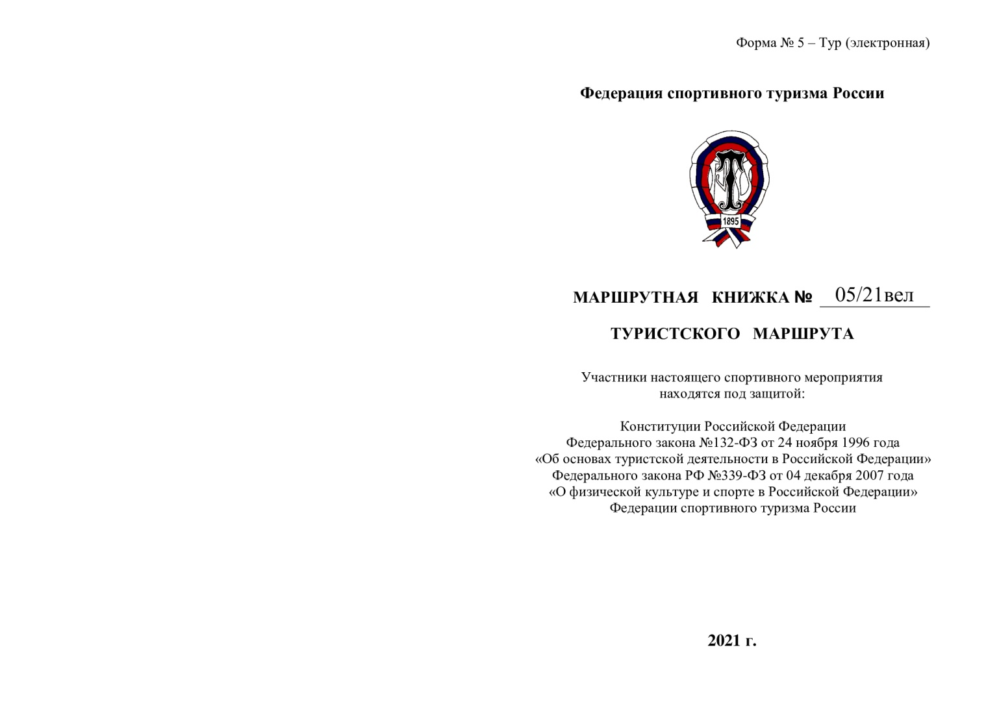 Форма № 5 – Тур (электронная)
Федерация спортивного туризма России
Т
1895
МАРШРУТНАЯ КНИЖКА № 05/21вел
ТУРИСТСКОГО МАРШРУТА
Участники настоящего спортивного мероприятия
находятся под защитой:
Конституции Российской Федерации
Федерального закона №132-ФЗ от 24 ноября 1996 года
«Об основах туристской деятельности в Российской Федерации»
Федерального закона РФ №339-ФЗ от 04 декабря 2007 года
«О физической культуре и спорте в Российской Федерации»
Федерации спортивного туризма России
2021 г.